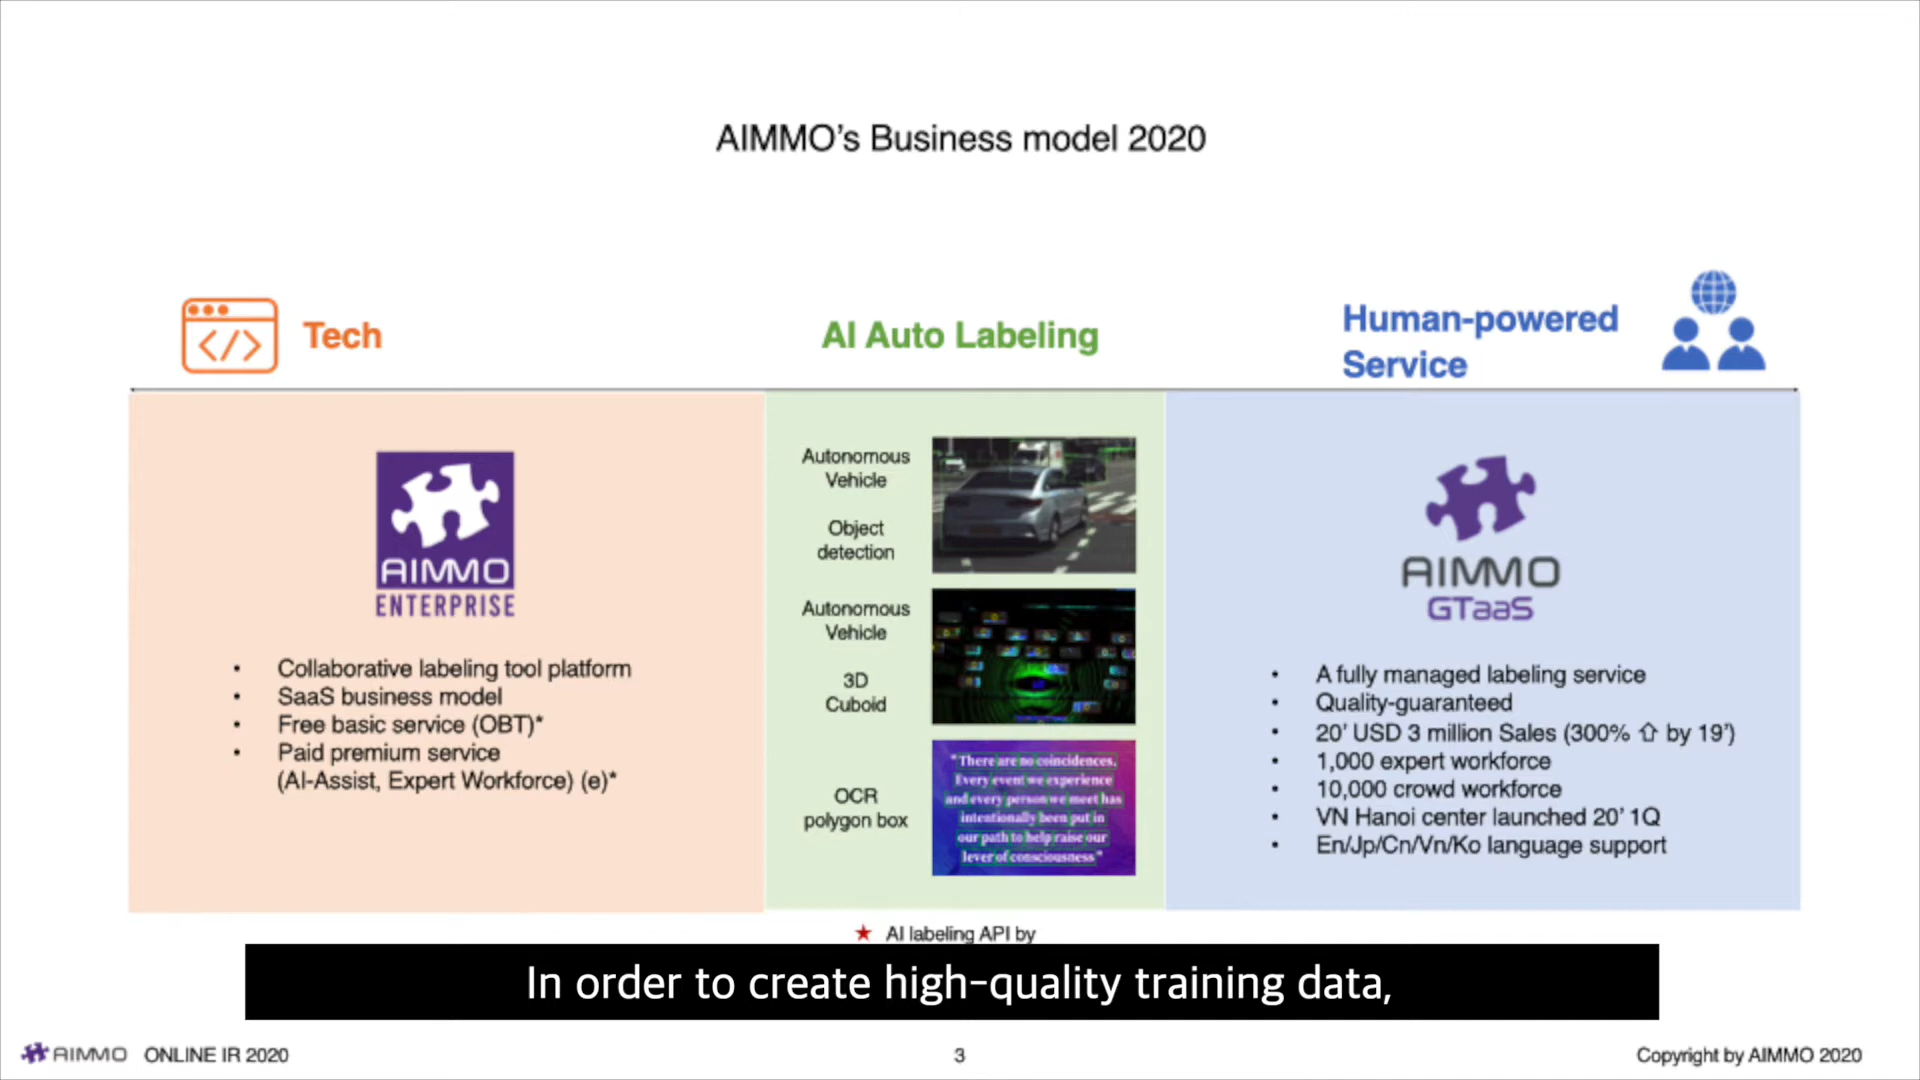 AIMMO's Business model 2020
Tech
AI Auto Labeling
Human-powered
Service
AIMMO
ENTERPRISE
• Collaborative labeling tool platform
• SaaS business model
• Free basic service (OBT)*
• Paid premium service
(AI-Assist, Expert Workforce) (e)*
Autonomous
Vehicle
Object
detection
Autonomous
Vehicle
3D
Cuboid
OCR
polygon box
"There are no coincidences.
Every event we experience
and every person we meet has
intentionally been put in
our path to help raise our
lever of consciousness"
AIMMO
GTaaS
• A fully managed labeling service
• Quality-guaranteed
• 20' USD 3 million Sales (300% ⇧ by 19')
• 1,000 expert workforce
• 10,000 crowd workforce
• VN Hanoi center launched 20' 1Q
• En/Jp/Cn/Vn/Ko language support
★ AI labeling API by
In order to create high-quality training data,
AIMMO ONLINE IR 2020
3
Copyright by AIMMO 2020